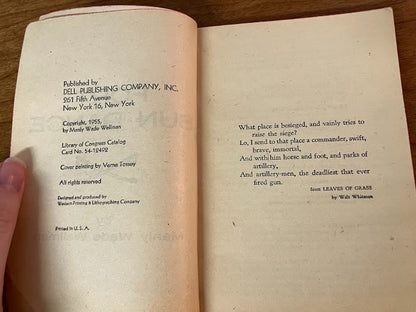 Published by
DELL PUBLISHING COMPANY, INC.
261 Fifth Avenue
New York 16, New York
Copyright, 1955,
by Manly Wade Wellman
Library of Congress Catalog
Card No. 54-12492
Cover painting by Verne Tossey
All rights reserved
Designed and produced by
Western Printing & Lithographing Company
Printed in U. S. A.
What place is besieged, and vainly tries to
raise the siege?
Lo, I send to that place a commander, swift,
brave, immortal,
And with him horse and foot, and parks of
artillery,
And artillery-men, the deadliest that ever
fired gun.
from LEAVES OF GRASS
by Walt Whitman